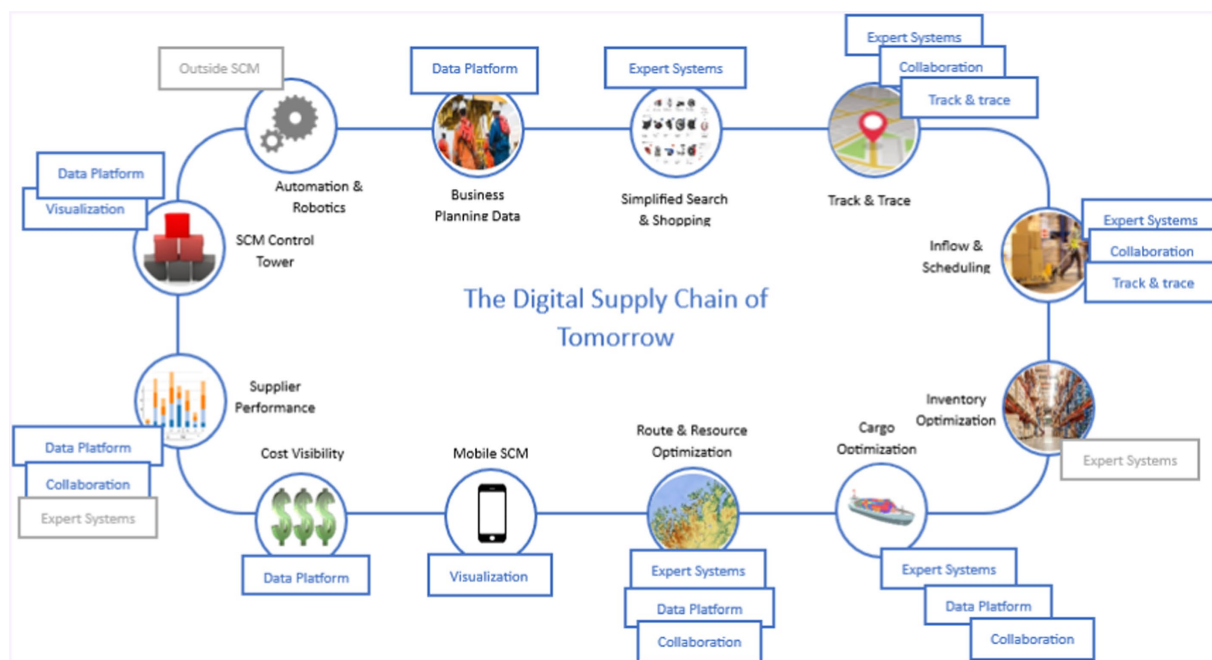 Outside SCM
Automation &
Robotics
Data Platform
Business
Planning Data
Expert Systems
Simplified Search
& Shopping
Expert Systems
Collaboration
Track & trace
Track & Trace
Data Platform
Visualization
SCM Control
Tower
Inflow &
Scheduling
Expert Systems
Collaboration
Track & trace
The Digital Supply Chain of
Tomorrow
Supplier
Performance
Data Platform
Collaboration
Expert Systems
Cost Visibility
Data Platform
Mobile SCM
Visualization
Route & Resource
Optimization
Expert Systems
Data Platform
Collaboration
Cargo
Optimization
Expert Systems
Data Platform
Collaboration
Inventory
Optimization
Expert Systems